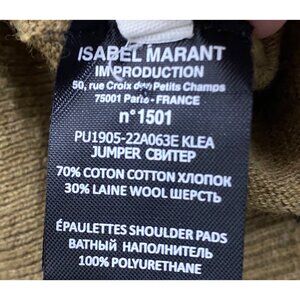 ISABEL MARANT
IM PRODUCTION
50, rue Croix des Petits Champs
75001 Paris - FRANCE
n°1501
PU1905-22A063E KLEA
JUMPER СВИТЕР
70% COTON COTTON ХЛОПОК
30% LAINE WOOL ШЕРСТЬ
ÉPAULETTES SHOULDER PADS
ВАТНЫЙ НАПОЛНИТЕЛЬ
100% POLYURETHANE